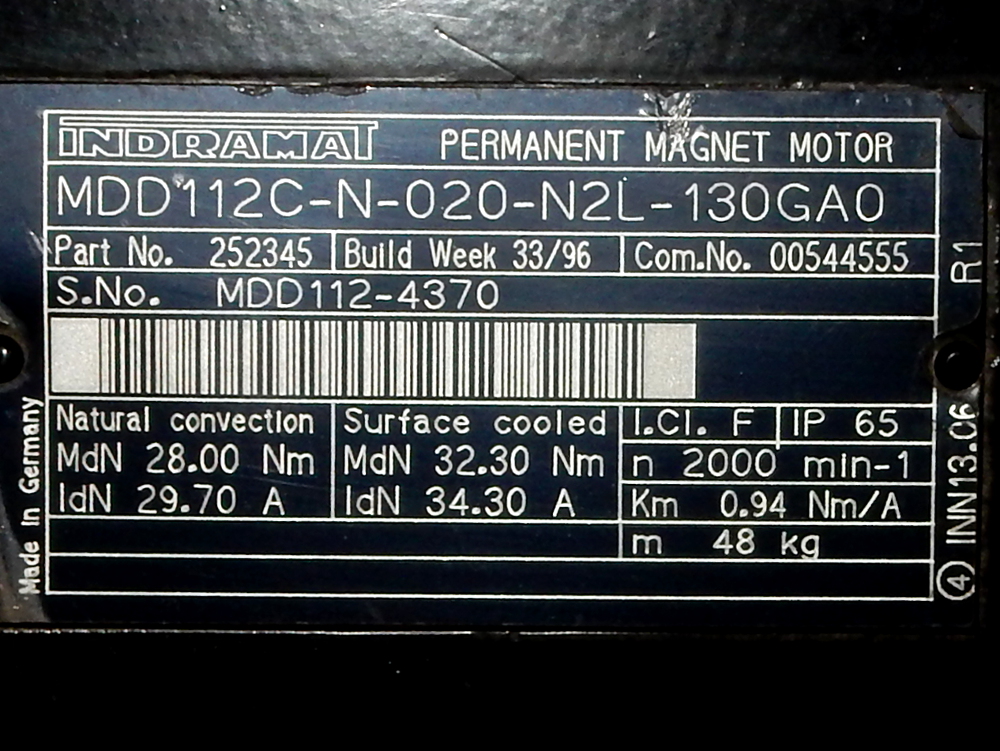 INDRAMAT PERMANENT MAGNET MOTOR
MDD112C-N-020-N2L-130GA0
Part No. 252345 Build Week 33/96 Com.No. 00544555
S.No. MDD112-4370
Natural convection Surface cooled I.Cl. F IP 65
MdN 28.00 Nm MdN 32.30 Nm n 2000 min-1
IdN 29.70 A IdN 34.30 A Km 0.94 Nm/A
m 48 kg
Made in Germany
R1
④ INN13.06